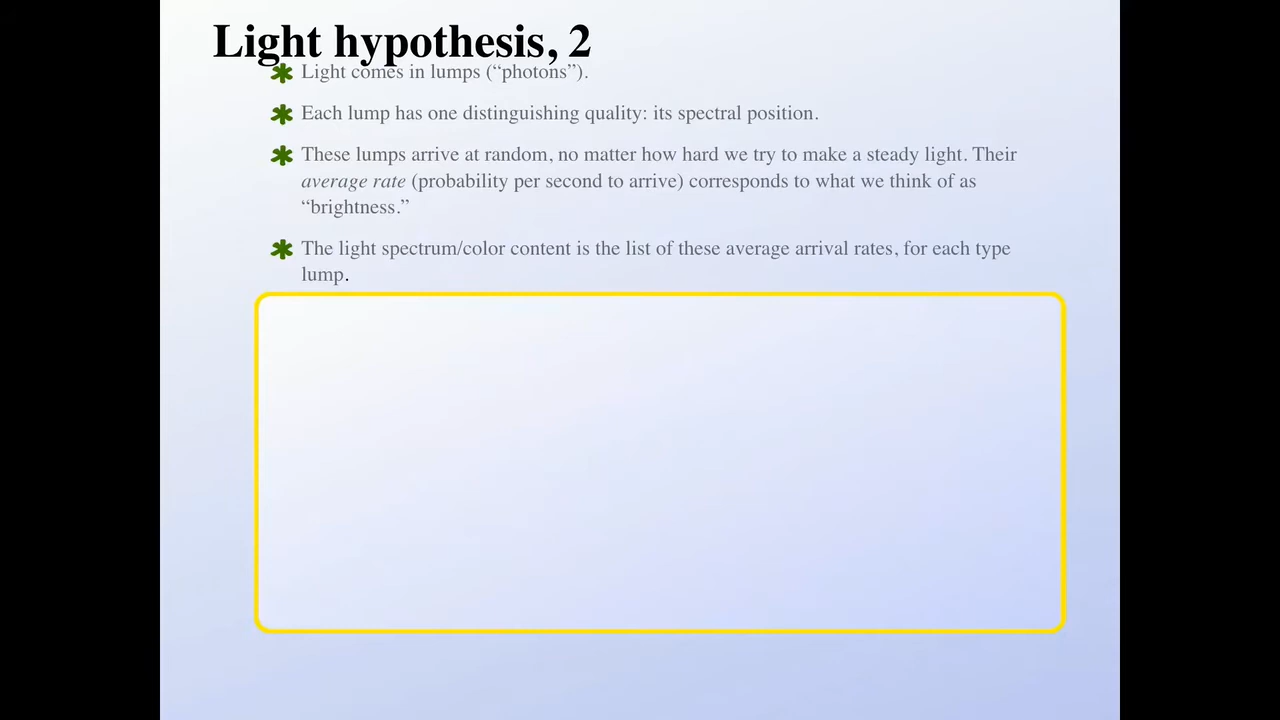 Light hypothesis, 2
Light comes in lumps (“photons”).
Each lump has one distinguishing quality: its spectral position.
These lumps arrive at random, no matter how hard we try to make a steady light. Their
average rate (probability per second to arrive) corresponds to what we think of as
“brightness.”
The light spectrum/color content is the list of these average arrival rates, for each type
lump.